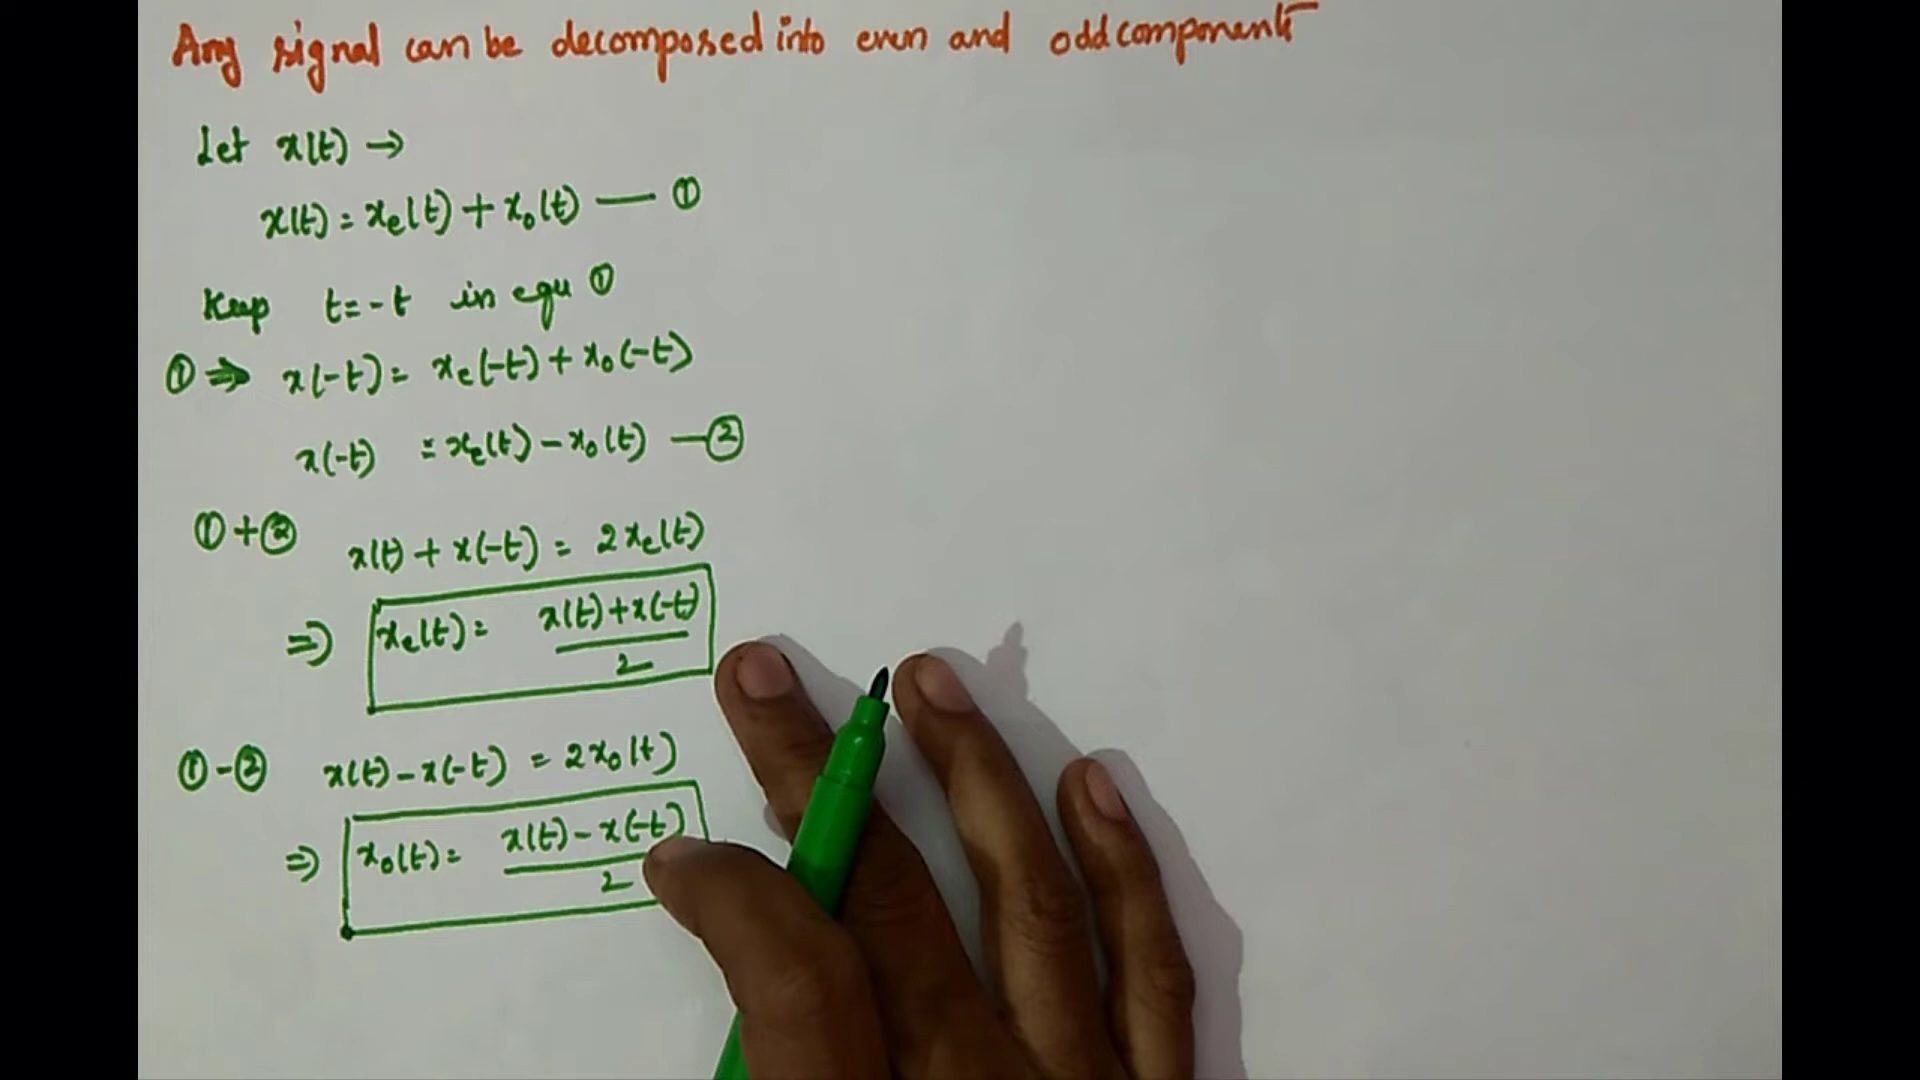 Any signal can be decomposed into even and odd components
Let x(t) →
x(t) = xe(t) + xo(t) — ①
Keep t = -t in equ ①
① ⇒ x(-t) = xe(-t) + xo(-t)
x(-t) = xe(t) - xo(t) — ②
① + ② x(t) + x(-t) = 2xe(t)
⇒ xe(t) = x(t) + x(-t) / 2
① - ② x(t) - x(-t) = 2xo(t)
⇒ xo(t) = x(t) - x(-t) / 2